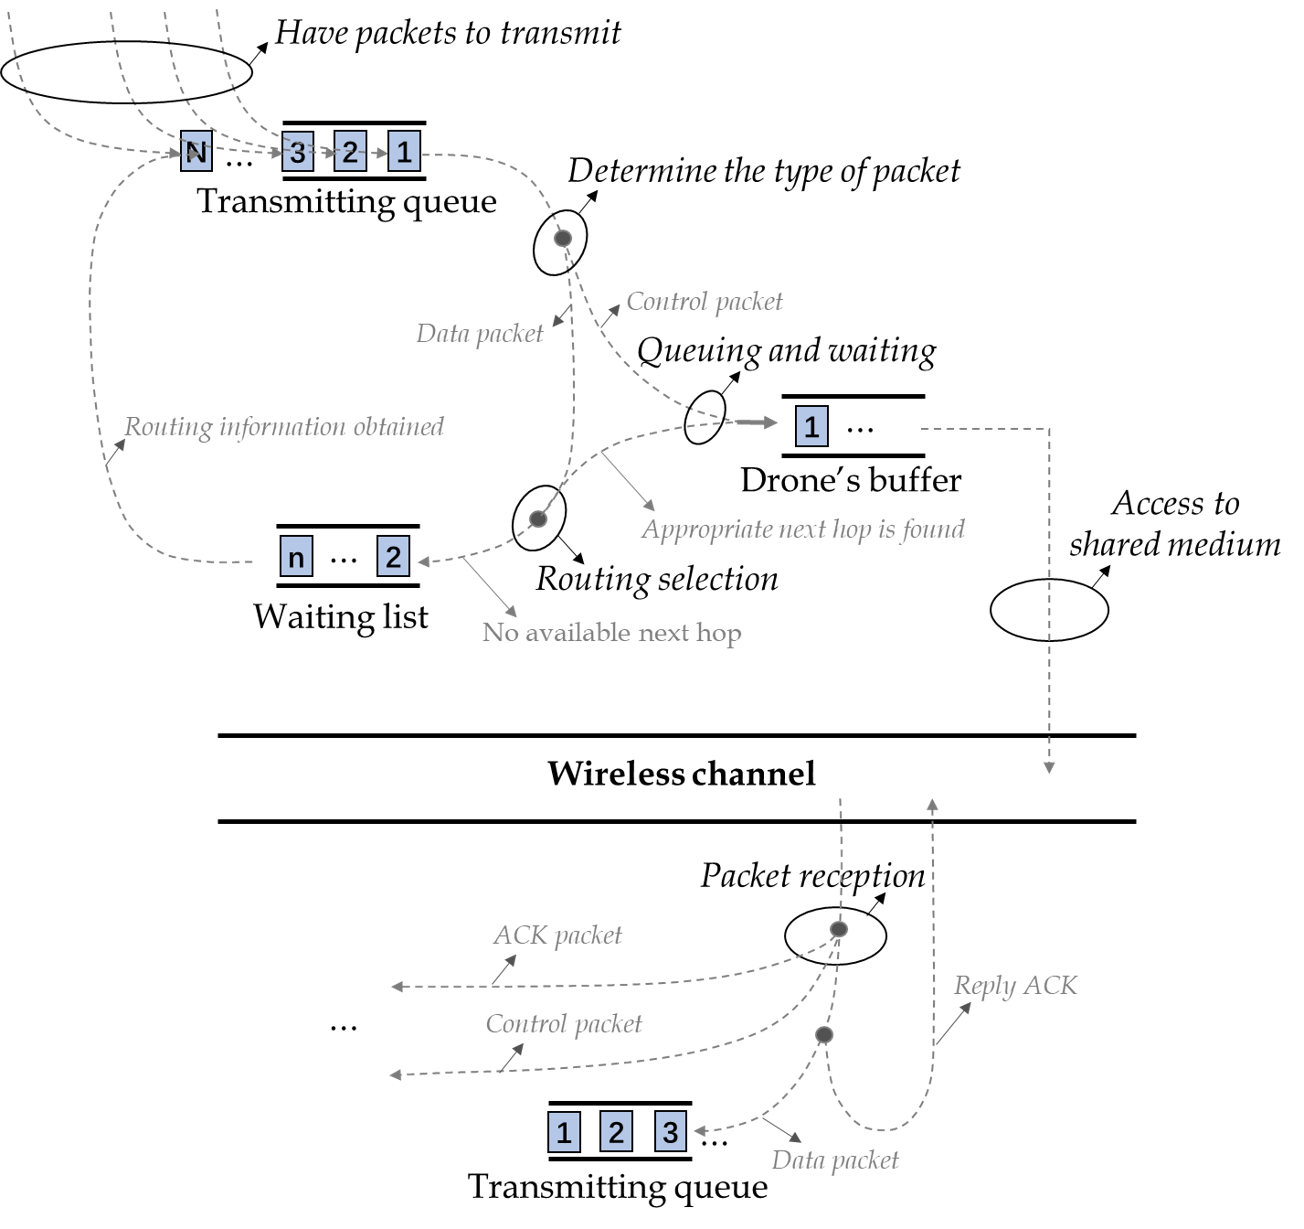 Have packets to transmit
N ... 3 2 1
Transmitting queue
Determine the type of packet
Control packet
Data packet
Queuing and waiting
1 ...
Drone's buffer
Routing information obtained
Appropriate next hop is found
Access to
shared medium
n ... 2
Waiting list
Routing selection
No available next hop
Wireless channel
Packet reception
ACK packet
Reply ACK
...
Control packet
1 2 3 ...
Data packet
Transmitting queue